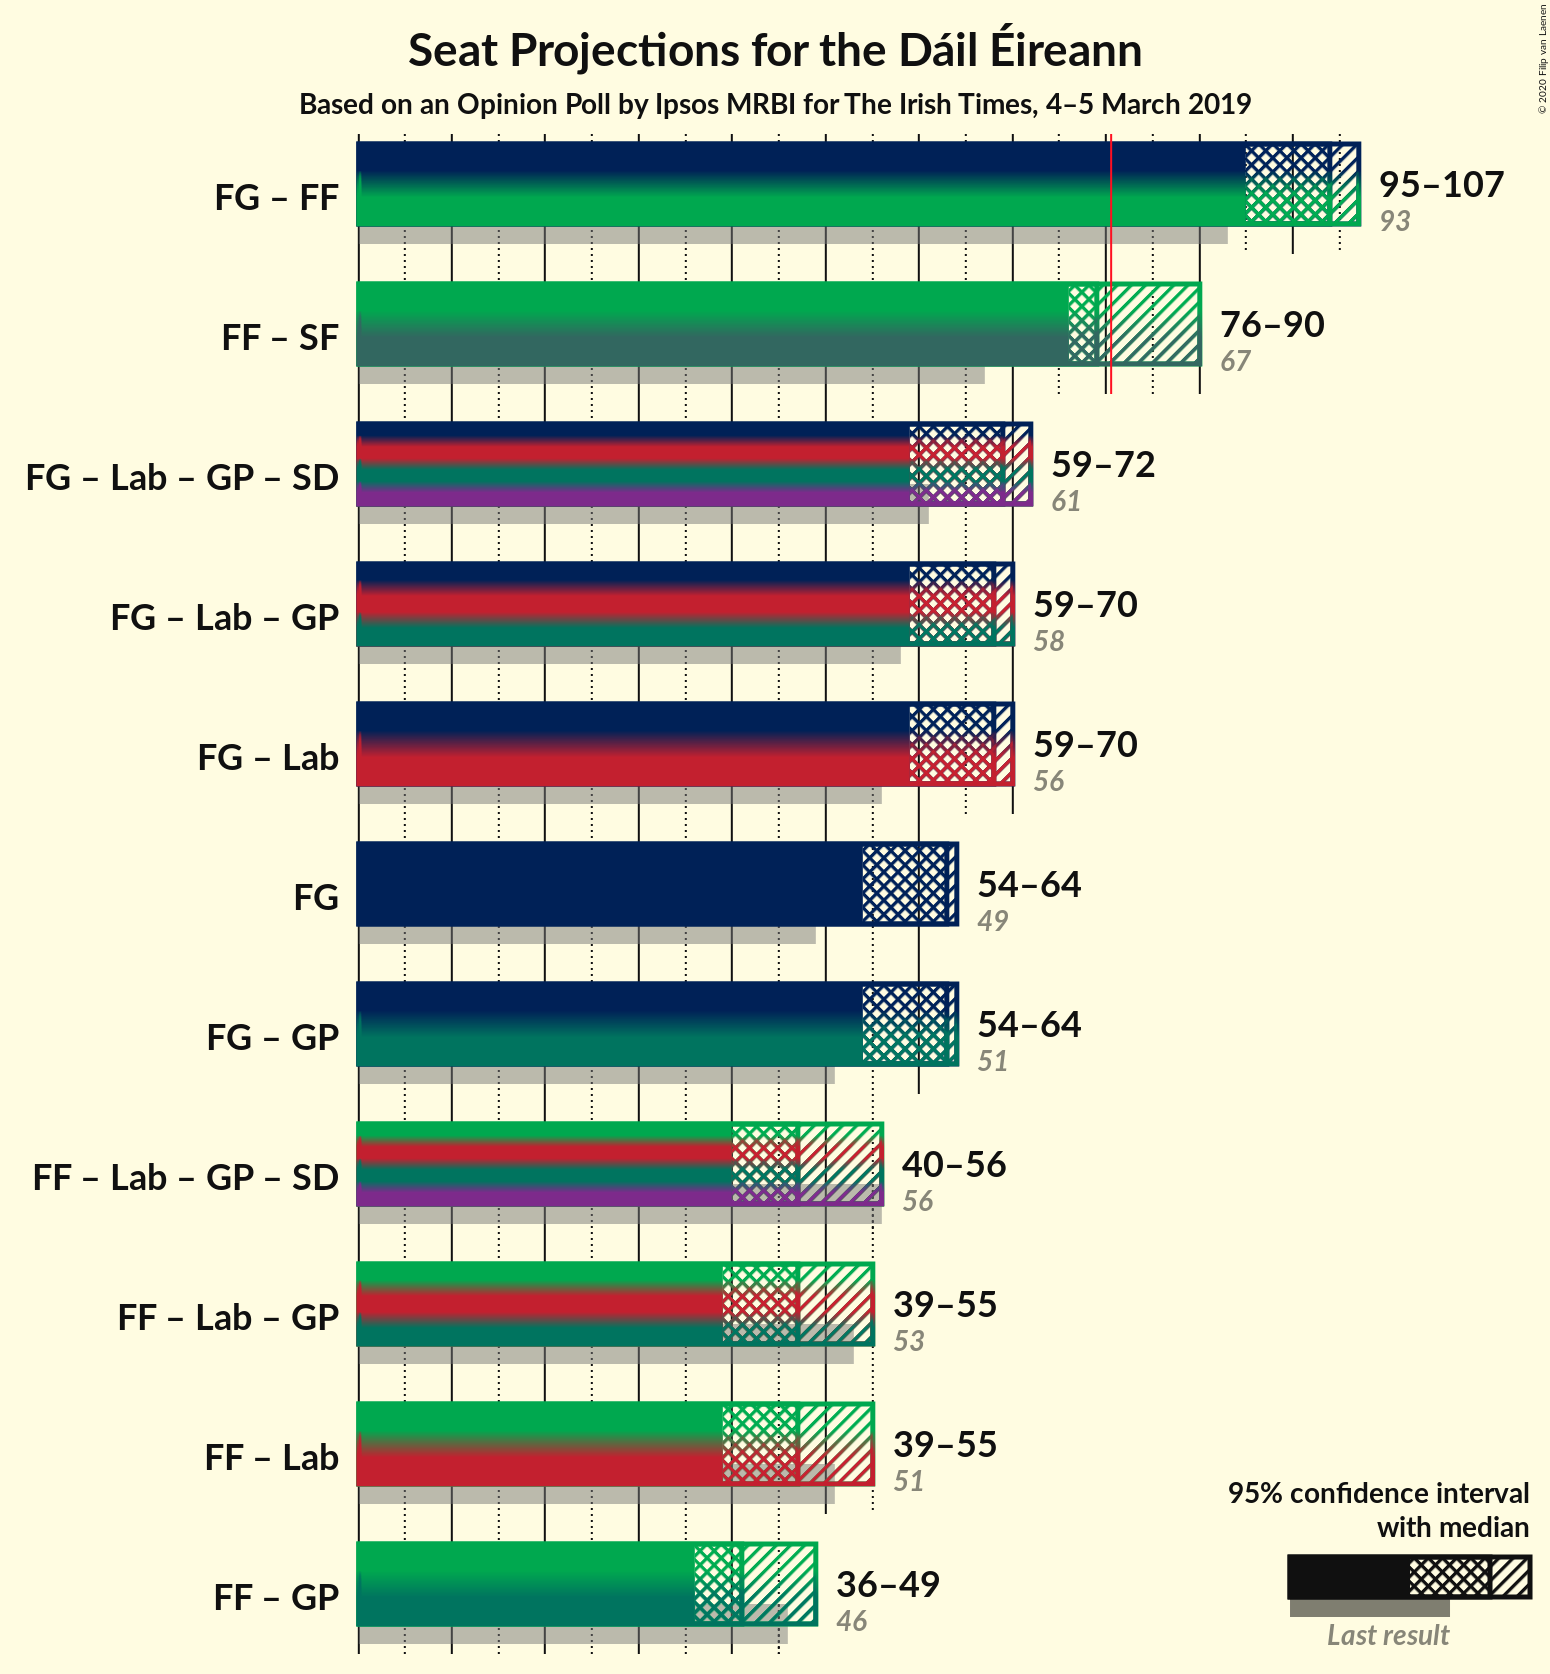 Seat Projections for the Dáil Éireann
Based on an Opinion Poll by Ipsos MRBI for The Irish Times, 4–5 March 2019
© 2020 Filip van Laenen
FG – FF
95–107
93
FF – SF
76–90
67
FG – Lab – GP – SD
59–72
61
FG – Lab – GP
59–70
58
FG – Lab
59–70
56
FG
54–64
49
FG – GP
54–64
51
FF – Lab – GP – SD
40–56
56
FF – Lab – GP
39–55
53
FF – Lab
39–55
51
FF – GP
36–49
46
95% confidence interval
with median
Last result